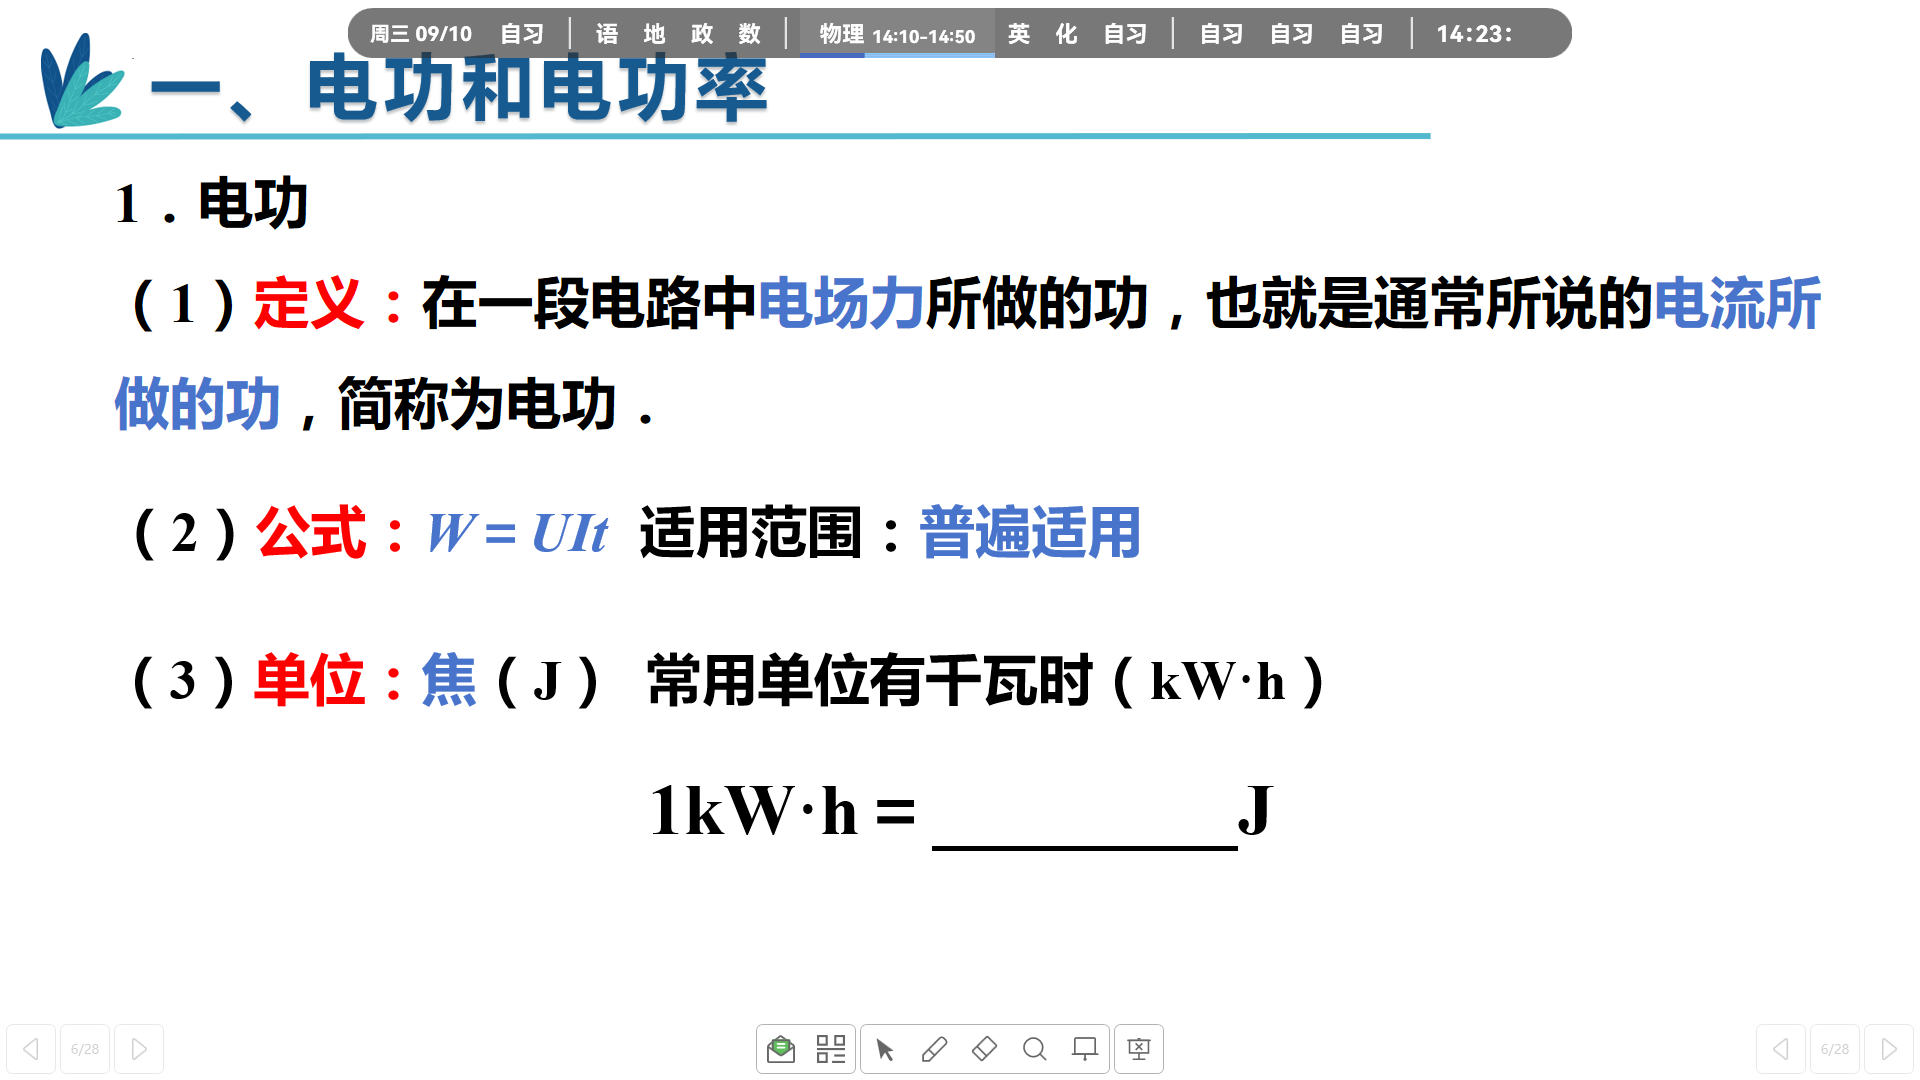 周三 09/10 自习 | 语 地 政 数 | 物理 14:10-14:50 英 化 自习 | 自习 自习 自习 | 14:23:
一、电功和电功率
1．电功
（1）定义：在一段电路中电场力所做的功，也就是通常所说的电流所
做的功，简称为电功．
（2）公式：W = UIt 适用范围：普遍适用
（3）单位：焦（J） 常用单位有千瓦时（kW·h）
1kW·h = ________J
6/28
6/28